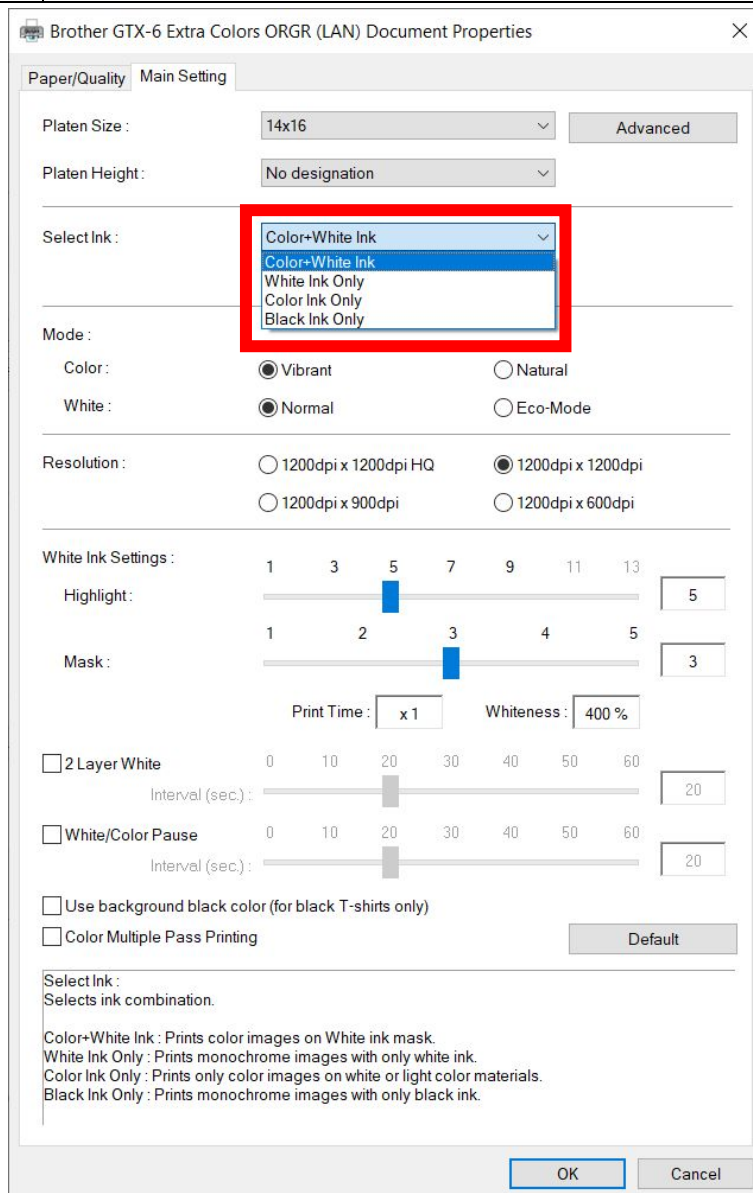 Brother GTX-6 Extra Colors ORGR (LAN) Document Properties
Paper/Quality Main Setting
Platen Size : 14x16 Advanced
Platen Height : No designation
Select Ink : Color+White Ink
Color+White Ink
White Ink Only
Color Ink Only
Black Ink Only
Mode :
Color : Vibrant Natural
White : Normal Eco-Mode
Resolution : 1200dpi x 1200dpi HQ 1200dpi x 1200dpi
1200dpi x 900dpi 1200dpi x 600dpi
White Ink Settings :
1 3 5 7 9 11 13
Highlight : 5
1 2 3 4 5
Mask : 3
Print Time : x 1 Whiteness : 400 %
2 Layer White 0 10 20 30 40 50 60
Interval (sec.) : 20
White/Color Pause 0 10 20 30 40 50 60
Interval (sec.) : 20
Use background black color (for black T-shirts only)
Color Multiple Pass Printing Default
Select Ink :
Selects ink combination.
Color+White Ink : Prints color images on White ink mask.
White Ink Only : Prints monochrome images with only white ink.
Color Ink Only : Prints only color images on white or light color materials.
Black Ink Only : Prints monochrome images with only black ink.
OK Cancel